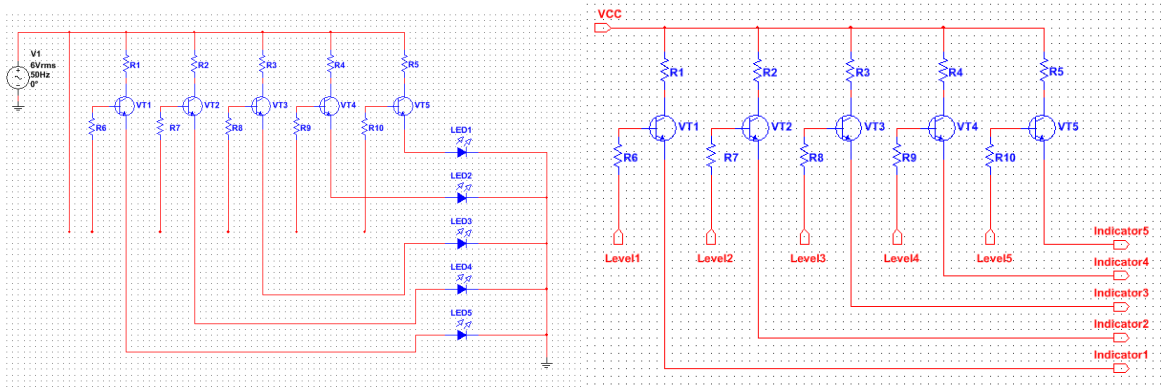 V1
6Vrms
50Hz
0°
R1
R2
R3
R4
R5
VT1
VT2
VT3
VT4
VT5
R6
R7
R8
R9
R10
LED1
LED2
LED3
LED4
LED5
VCC
R1
R2
R3
R4
R5
VT1
VT2
VT3
VT4
VT5
R6
R7
R8
R9
R10
Level1
Level2
Level3
Level4
Level5
Indicator5
Indicator4
Indicator3
Indicator2
Indicator1